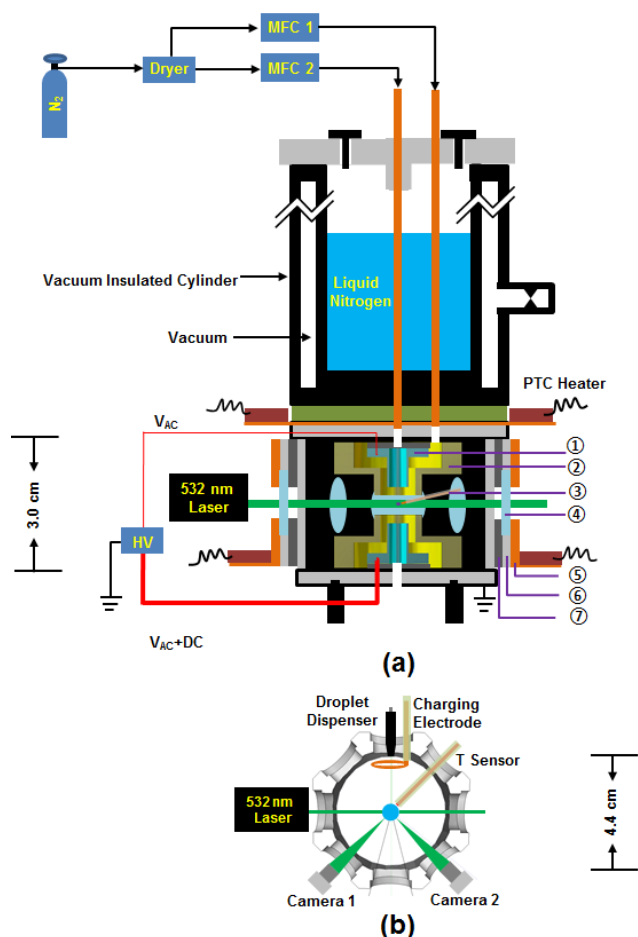 MFC 1
MFC 2
Dryer
N2
Liquid
Nitrogen
Vacuum Insulated Cylinder
Vacuum
PTC Heater
VAC
①
②
③
④
⑤
⑥
⑦
3.0 cm
532 nm
Laser
HV
VAC+DC
(a)
Droplet
Dispenser
Charging
Electrode
T Sensor
532 nm
Laser
4.4 cm
Camera 1
Camera 2
(b)